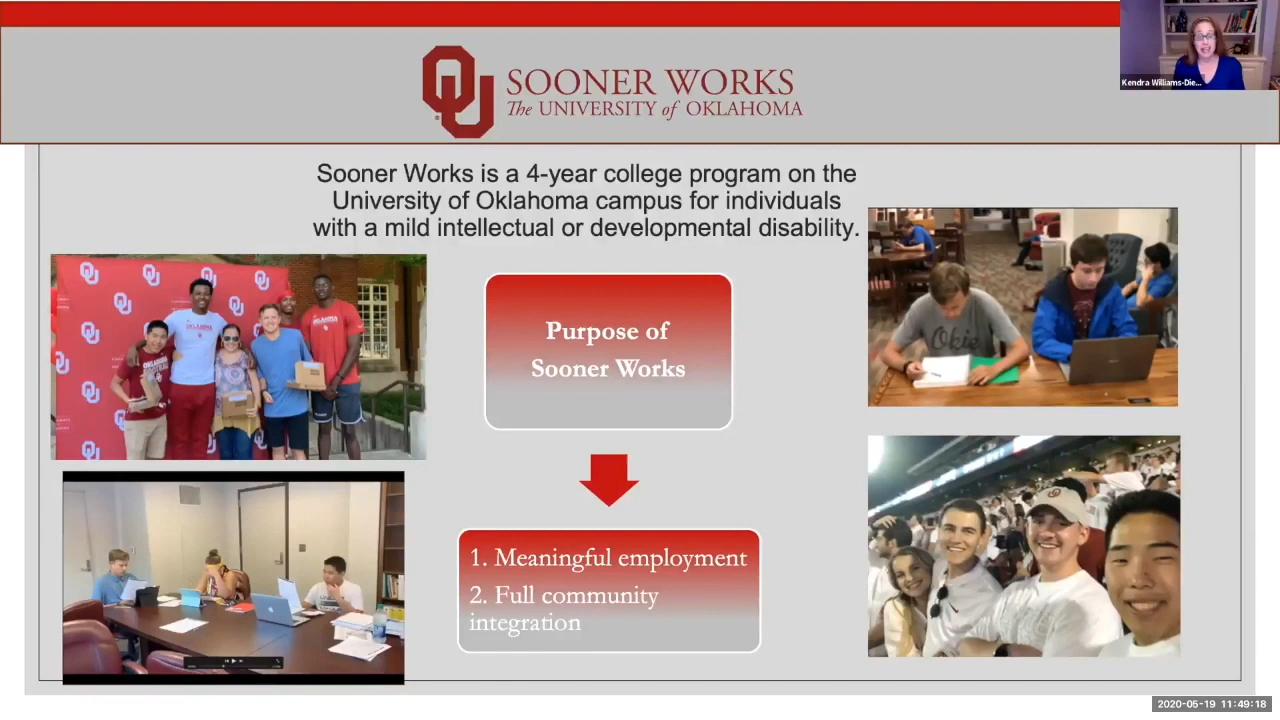 SOONER WORKS
The UNIVERSITY of OKLAHOMA
Kendra Williams-Die...
Sooner Works is a 4-year college program on the
University of Oklahoma campus for individuals
with a mild intellectual or developmental disability.
Purpose of
Sooner Works
1. Meaningful employment
2. Full community
integration
OKLAHOMA
Okie
2020-05-19 11:49:18